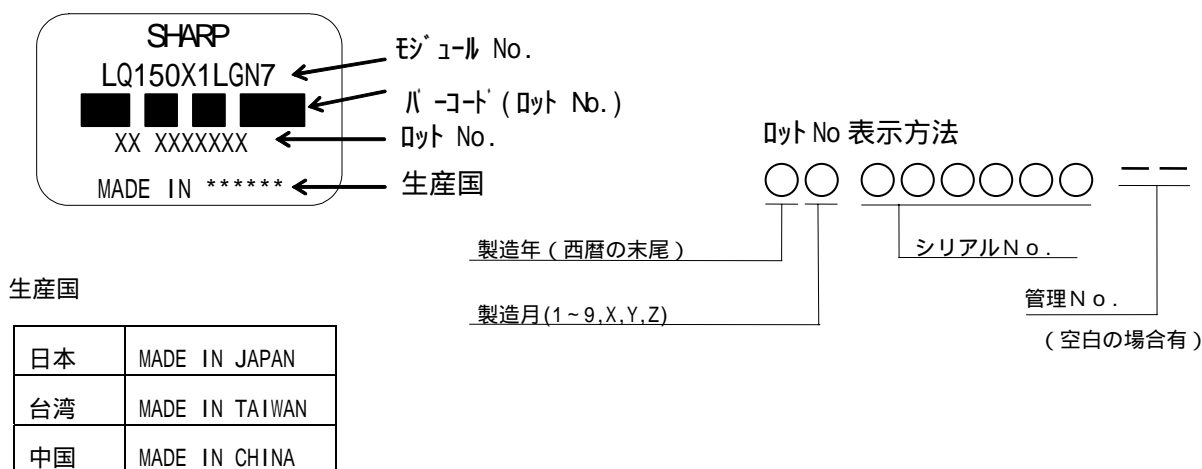 SHARP
LQ150X1LGN7
XX XXXXXXX
MADE IN ******
ﾓｼﾞｭｰﾙ No.
ﾊﾞｰｺｰﾄﾞ(ﾛｯﾄ No.)
ﾛｯﾄ No.
生産国
ﾛｯﾄ No 表示方法
○○ ○○○○○○ ーー
製造年(西暦の末尾)
製造月(1~9,X,Y,Z)
シリアルNo.
管理No.
(空白の場合有)
生産国
日本 MADE IN JAPAN
台湾 MADE IN TAIWAN
中国 MADE IN CHINA